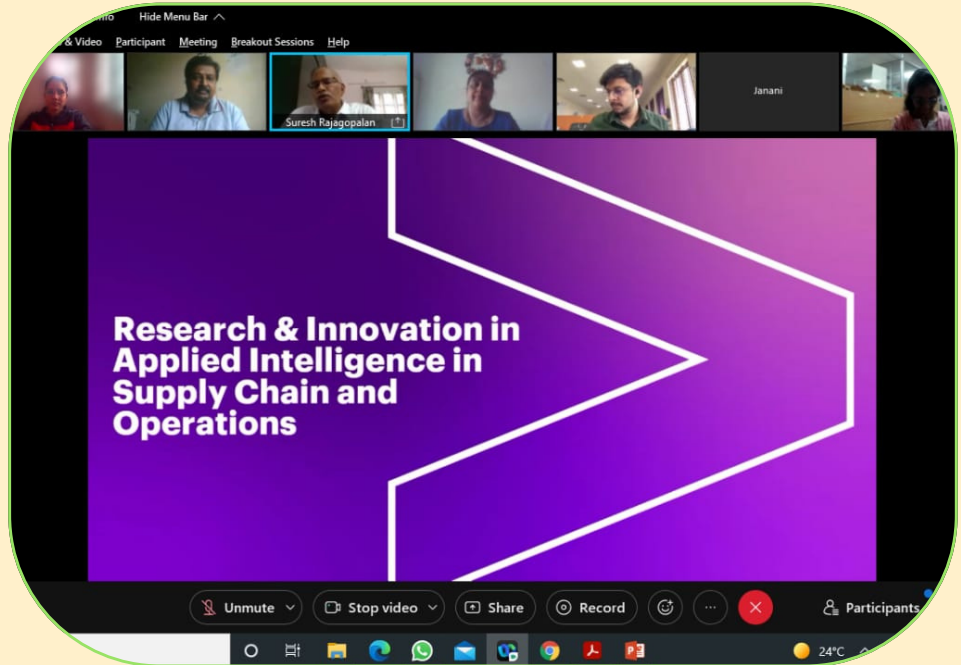 Hide Menu Bar
& Video Participant Meeting Breakout Sessions Help
Suresh Rajagopalan
Janani
Research & Innovation in
Applied Intelligence in
Supply Chain and
Operations
Unmute Stop video Share Record Participants
24°C